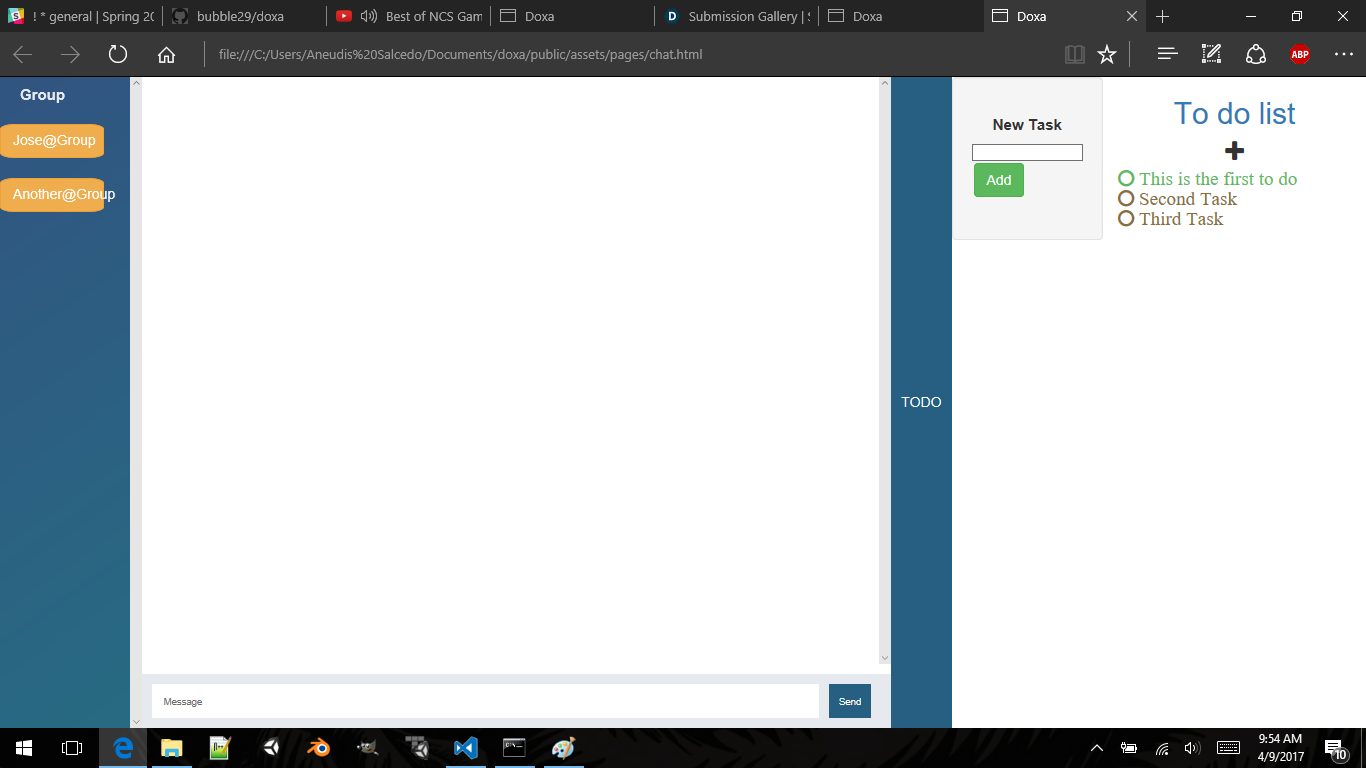 ! * general | Spring 20
bubble29/doxa
Best of NCS Gam
Doxa
Submission Gallery | S
Doxa
Doxa
file:///C:/Users/Aneudis%20Salcedo/Documents/doxa/public/assets/pages/chat.html
ABP
Group
Jose@Group
Another@Group
Message
Send
TODO
New Task
Add
To do list
This is the first to do
Second Task
Third Task
9:54 AM
4/9/2017
10